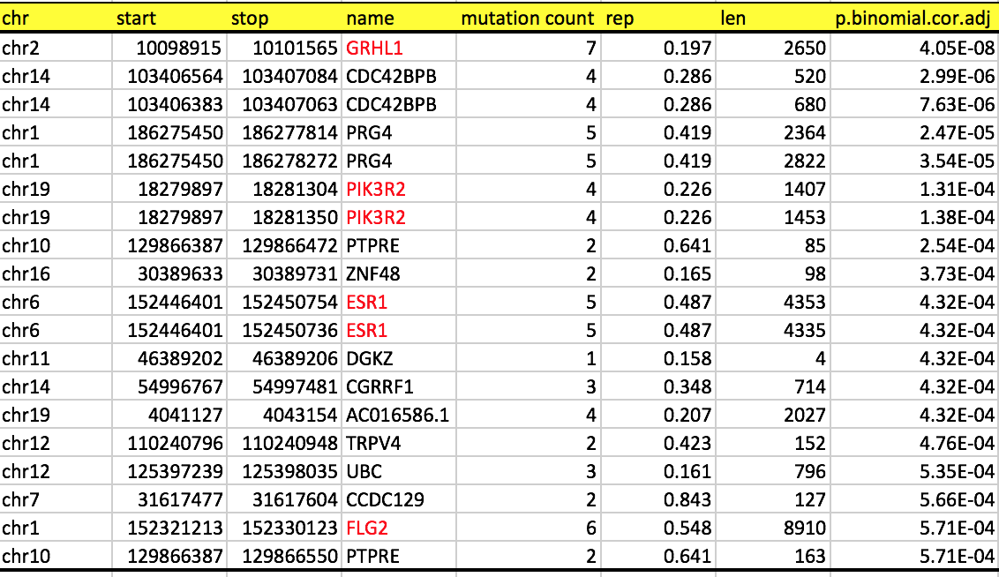 chr start stop name mutation count rep len p.binomial.cor.adj
chr2 10098915 10101565 GRHL1 7 0.197 2650 4.05E-08
chr14 103406564 103407084 CDC42BPB 4 0.286 520 2.99E-06
chr14 103406383 103407063 CDC42BPB 4 0.286 680 7.63E-06
chr1 186275450 186277814 PRG4 5 0.419 2364 2.47E-05
chr1 186275450 186278272 PRG4 5 0.419 2822 3.54E-05
chr19 18279897 18281304 PIK3R2 4 0.226 1407 1.31E-04
chr19 18279897 18281350 PIK3R2 4 0.226 1453 1.38E-04
chr10 129866387 129866472 PTPRE 2 0.641 85 2.54E-04
chr16 30389633 30389731 ZNF48 2 0.165 98 3.73E-04
chr6 152446401 152450754 ESR1 5 0.487 4353 4.32E-04
chr6 152446401 152450736 ESR1 5 0.487 4335 4.32E-04
chr11 46389202 46389206 DGKZ 1 0.158 4 4.32E-04
chr14 54996767 54997481 CGRRF1 3 0.348 714 4.32E-04
chr19 4041127 4043154 AC016586.1 4 0.207 2027 4.32E-04
chr12 110240796 110240948 TRPV4 2 0.423 152 4.76E-04
chr12 125397239 125398035 UBC 3 0.161 796 5.35E-04
chr7 31617477 31617604 CCDC129 2 0.843 127 5.66E-04
chr1 152321213 152330123 FLG2 6 0.548 8910 5.71E-04
chr10 129866387 129866550 PTPRE 2 0.641 163 5.71E-04